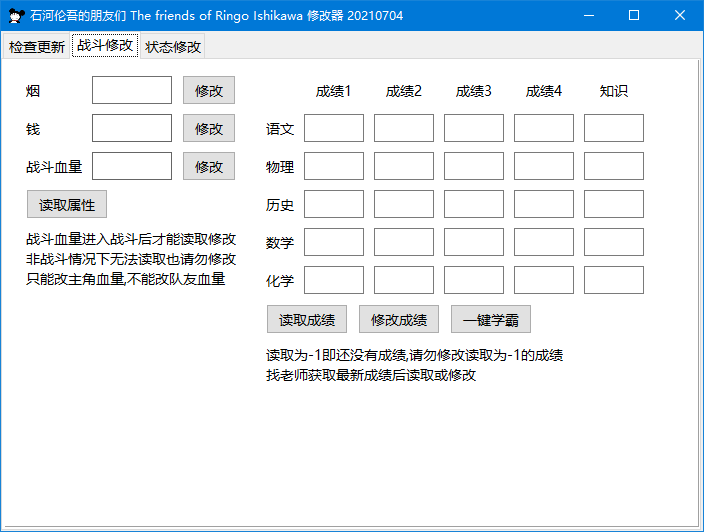 石河伦吾的朋友们 The friends of Ringo Ishikawa 修改器 20210704
检查更新 战斗修改 状态修改
烟 修改
钱 修改
战斗血量 修改
读取属性
战斗血量进入战斗后才能读取修改
非战斗情况下无法读取也请勿修改
只能改主角血量,不能改队友血量
成绩1 成绩2 成绩3 成绩4 知识
语文
物理
历史
数学
化学
读取成绩 修改成绩 一键学霸
读取为-1即还没有成绩,请勿修改读取为-1的成绩
找老师获取最新成绩后读取或修改